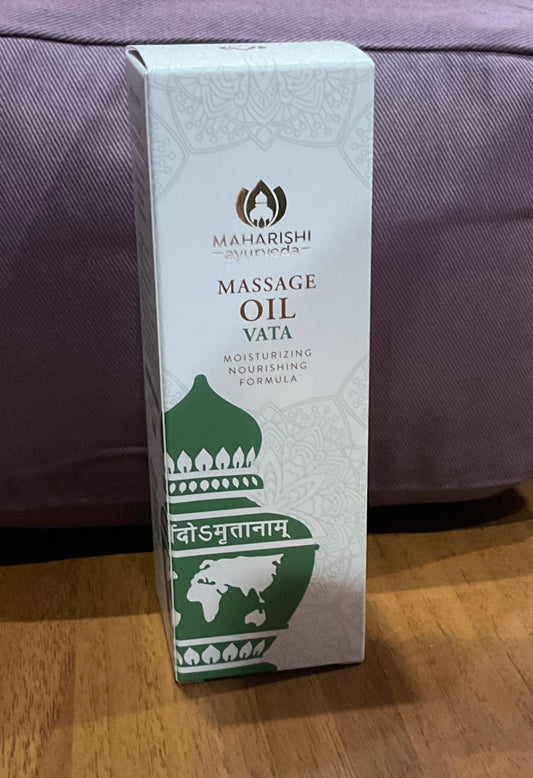 MAHARISHI
ayurveda
MASSAGE
OIL
VATA
MOISTURIZING
NOURISHING
FORMULA
दोऽमृतानाम्